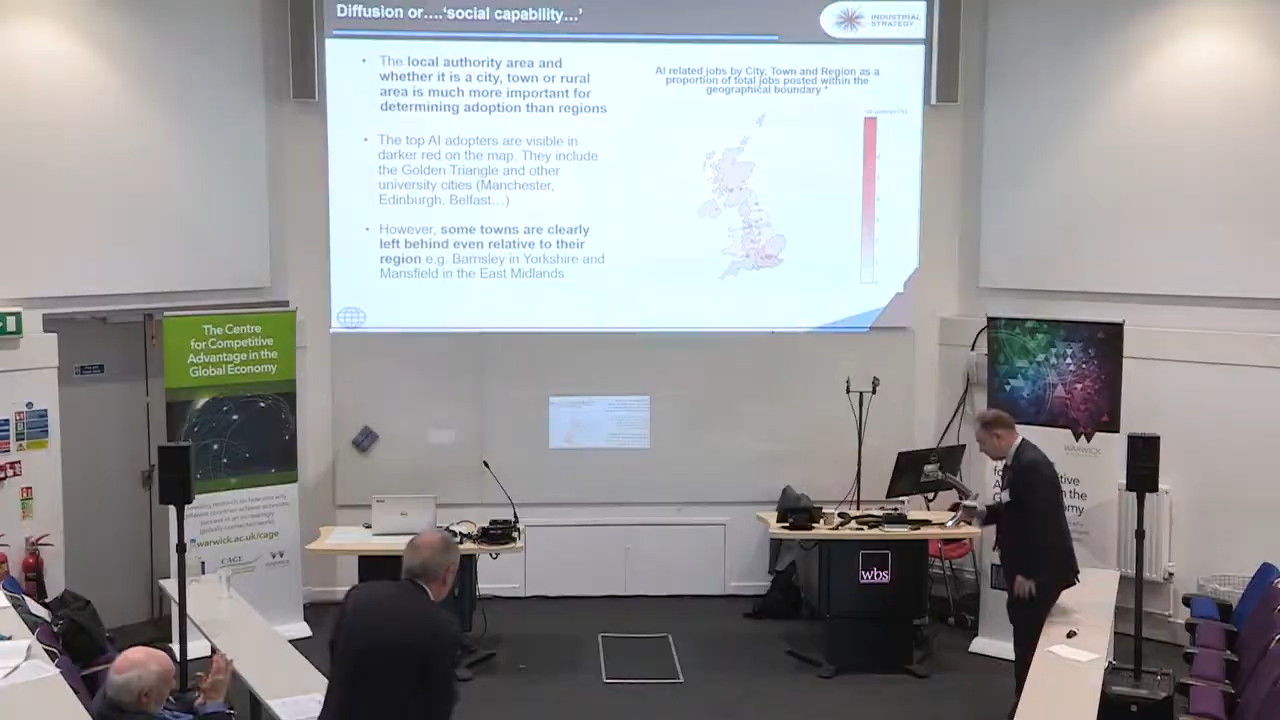 Diffusion or....‘social capability...’
INDUSTRIAL
STRATEGY
• The local authority area and
whether it is a city, town or rural
area is much more important for
determining adoption than regions
• The top AI adopters are visible in
darker red on the map. They include
the Golden Triangle and other
university cities (Manchester,
Edinburgh, Belfast...)
• However, some towns are clearly
left behind even relative to their
region e.g. Barnsley in Yorkshire and
Mansfield in the East Midlands
AI related jobs by City, Town and Region as a
proportion of total jobs posted within the
geographical boundary *
The Centre
for Competitive
Advantage in the
Global Economy
warwick.ac.uk/cage
CAGE
WARWICK
wbs